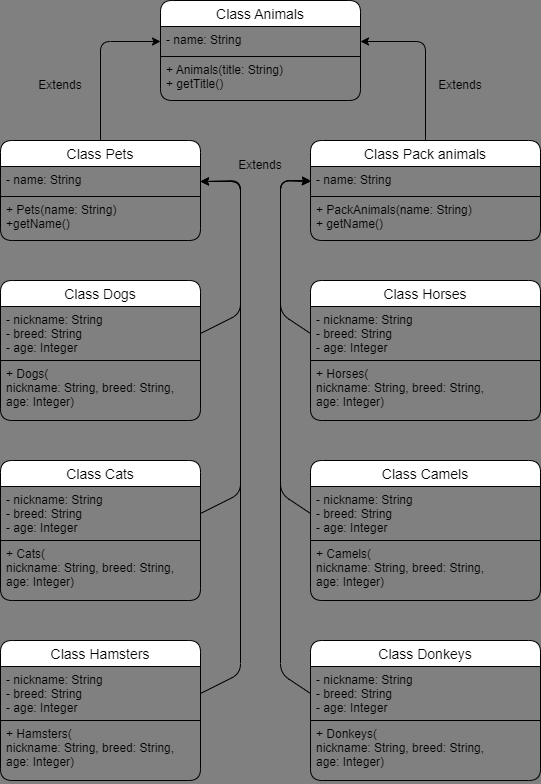 Class Animals
- name: String
+ Animals(title: String)
+ getTitle()
Extends
Extends
Class Pets
- name: String
+ Pets(name: String)
+getName()
Extends
Class Pack animals
- name: String
+ PackAnimals(name: String)
+ getName()
Class Dogs
- nickname: String
- breed: String
- age: Integer
+ Dogs(
nickname: String, breed: String,
age: Integer)
Class Horses
- nickname: String
- breed: String
- age: Integer
+ Horses(
nickname: String, breed: String,
age: Integer)
Class Cats
- nickname: String
- breed: String
- age: Integer
+ Cats(
nickname: String, breed: String,
age: Integer)
Class Camels
- nickname: String
- breed: String
- age: Integer
+ Camels(
nickname: String, breed: String,
age: Integer)
Class Hamsters
- nickname: String
- breed: String
- age: Integer
+ Hamsters(
nickname: String, breed: String,
age: Integer)
Class Donkeys
- nickname: String
- breed: String
- age: Integer
+ Donkeys(
nickname: String, breed: String,
age: Integer)